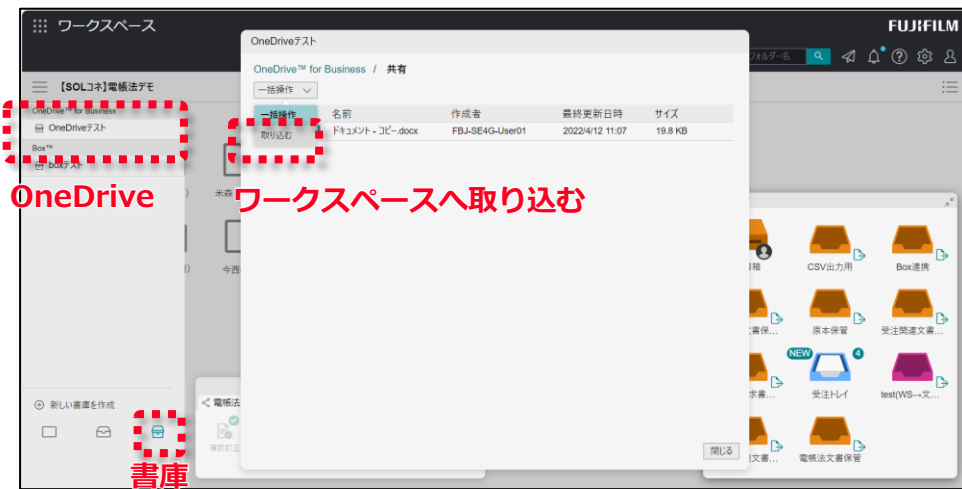 ワークスペース
FUJIFILM
OneDriveテスト
フォルダー名
OneDrive™ for Business / 共有
【SOLコネ】電帳法デモ
一括操作
OneDrive™ for Business
一括操作
名前
作成者
最終更新日時
サイズ
OneDriveテスト
取り込む
ドキュメント - コピー.docx
FBJ-SE4G-User01
2022/4/12 11:07
19.8 KB
Box™
boxテスト
OneDrive
米森
ワークスペースへ取り込む
今西
CSV出力用
Box連携
原本保管
受注関連文書...
NEW
4
受注トレイ
test(WS→文...
新しい書庫を作成
電帳法
閉じる
文書...
電帳法文書保管
書庫